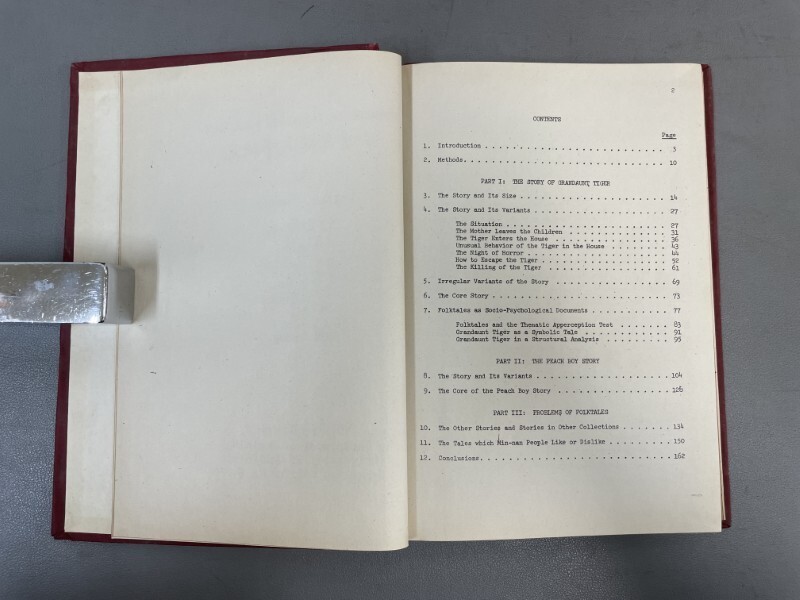 2
CONTENTS
Page
1. Introduction . . . . . . . . . . . . . . . . . . . . . . . . . 3
2. Methods. . . . . . . . . . . . . . . . . . . . . . . . . . . 10
PART I: THE STORY OF GRANDAUNT TIGER
3. The Story and Its Size . . . . . . . . . . . . . . . . . . . . 14
4. The Story and Its Variants . . . . . . . . . . . . . . . . . . 27
The Situation . . . . . . . . . . . . . . . . . . . . . . 27
The Mother Leaves the Children . . . . . . . . . . . . . 31
The Tiger Enters the House . . . . . . . . . . . . . . . 36
Unusual Behavior of the Tiger in the House . . . . . . . 43
The Night of Horror . . . . . . . . . . . . . . . . . . . 44
How to Escape the Tiger . . . . . . . . . . . . . . . . . 52
The Killing of the Tiger . . . . . . . . . . . . . . . . 61
5. Irregular Variants of the Story . . . . . . . . . . . . . . . 69
6. The Core Story . . . . . . . . . . . . . . . . . . . . . . . . 73
7. Folktales as Socio-Psychological Documents . . . . . . . . . . 77
Folktales and the Thematic Apperception Test . . . . . . . 83
Grandaunt Tiger as a Symbolic Tale . . . . . . . . . . . 91
Grandaunt Tiger in a Structural Analysis . . . . . . . . 95
PART II: THE PEACH BOY STORY
8. The Story and Its Variants . . . . . . . . . . . . . . . . . . 104
9. The Core of the Peach Boy Story . . . . . . . . . . . . . . .
PART III: PROBLEMS OF FOLKTALES
10. The Other Stories and Stories in Other Collections . . . . . . . 134
11. The Tales which Min-nan People Like or Dislike . . . . . . . . . 150
12. Conclusions. . . . . . . . . . . . . . . . . . . . . . . . . . . 162